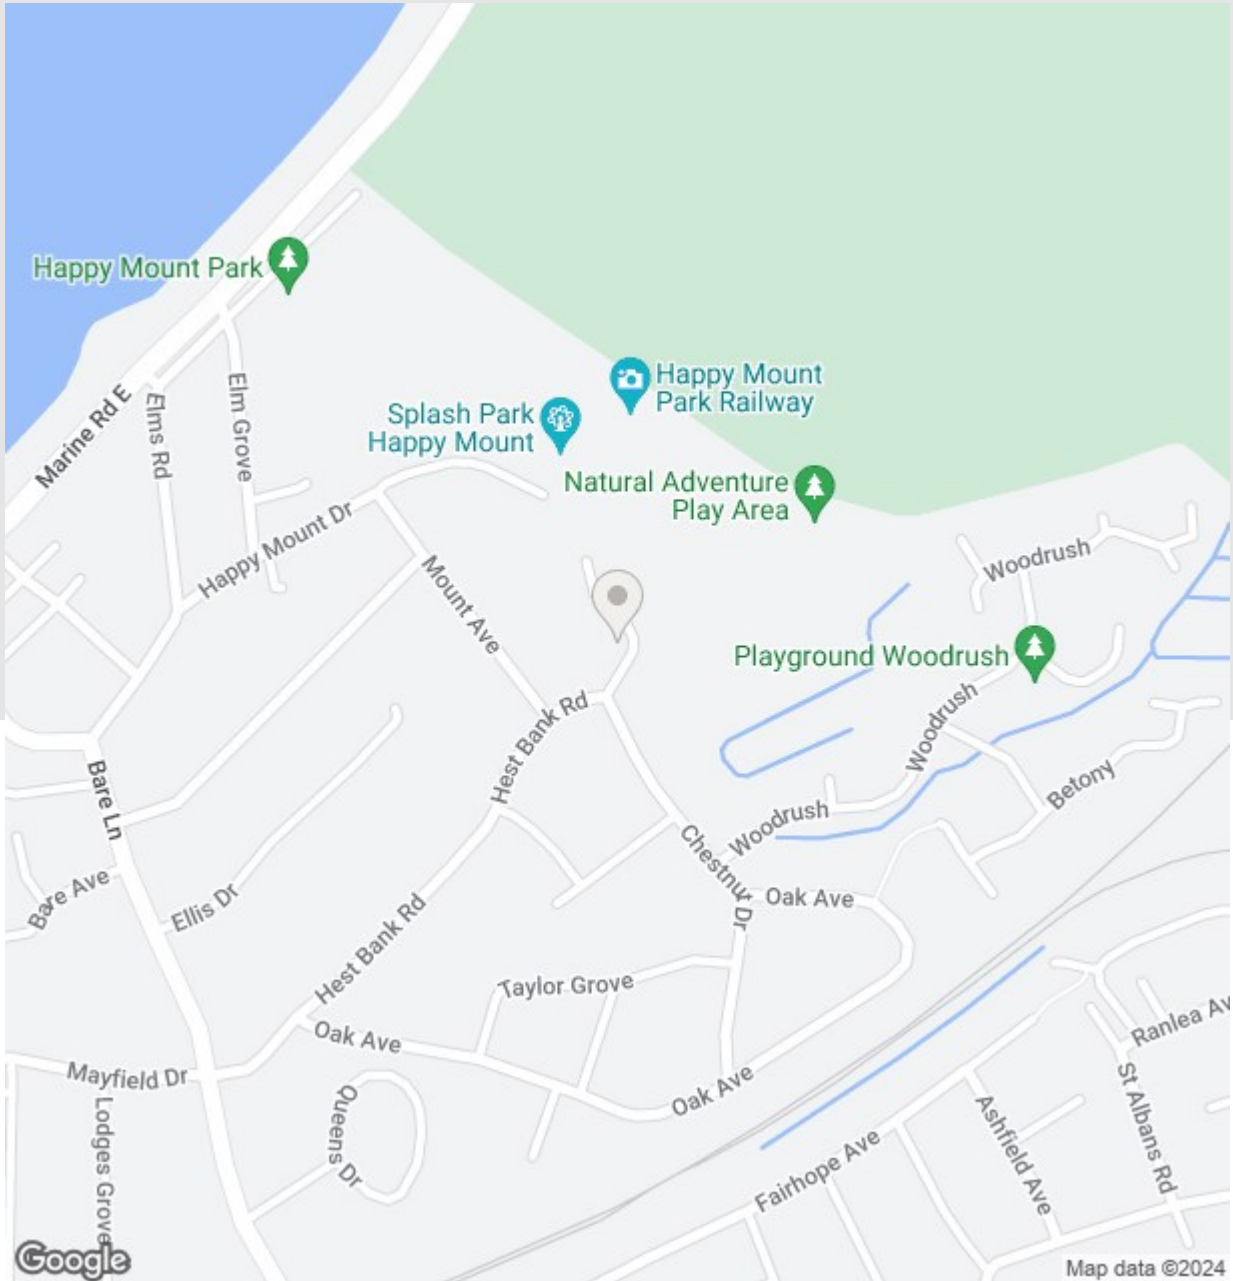 Happy Mount Park
Happy Mount
Park Railway
Splash Park
Happy Mount
Marine Rd E
Elms Rd
Elm Grove
Natural Adventure
Play Area
Happy Mount Dr
Mount Ave
Woodrush
Playground Woodrush
Hest Bank Rd
Woodrush
Bare Ln
Betony
Woodrush
Chestnut Dr
Bare Ave
Ellis Dr
Oak Ave
Hest Bank Rd
Taylor Grove
Oak Ave
Ranlea Av
Mayfield Dr
Oak Ave
Queens Dr
Lodges Grove
St Albans Rd
Ashfield Ave
Fairhope Ave
Google
Map data ©2024